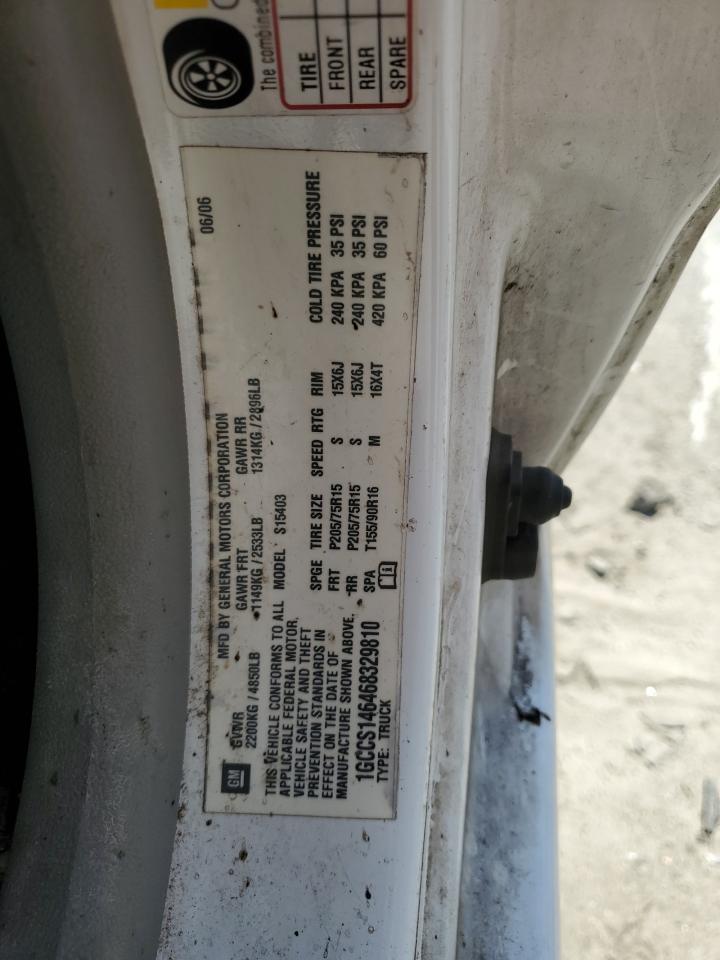 The combined
TIRE
FRONT
REAR
SPARE
06/06
GM
MFD BY GENERAL MOTORS CORPORATION
GVWR GAWR FRT GAWR RR
2200KG / 4850LB 1149KG / 2533LB 1314KG / 2896LB
THIS VEHICLE CONFORMS TO ALL
APPLICABLE FEDERAL MOTOR
VEHICLE SAFETY AND THEFT
PREVENTION STANDARDS IN
EFFECT ON THE DATE OF
MANUFACTURE SHOWN ABOVE.
1GCCS146468329810
TYPE: TRUCK
MODEL S15403
SPGE TIRE SIZE SPEED RTG RIM COLD TIRE PRESSURE
FRT P205/75R15 S 15X6J 240 KPA 35 PSI
RR P205/75R15 S 15X6J 240 KPA 35 PSI
SPA T155/90R16 M 16X4T 420 KPA 60 PSI